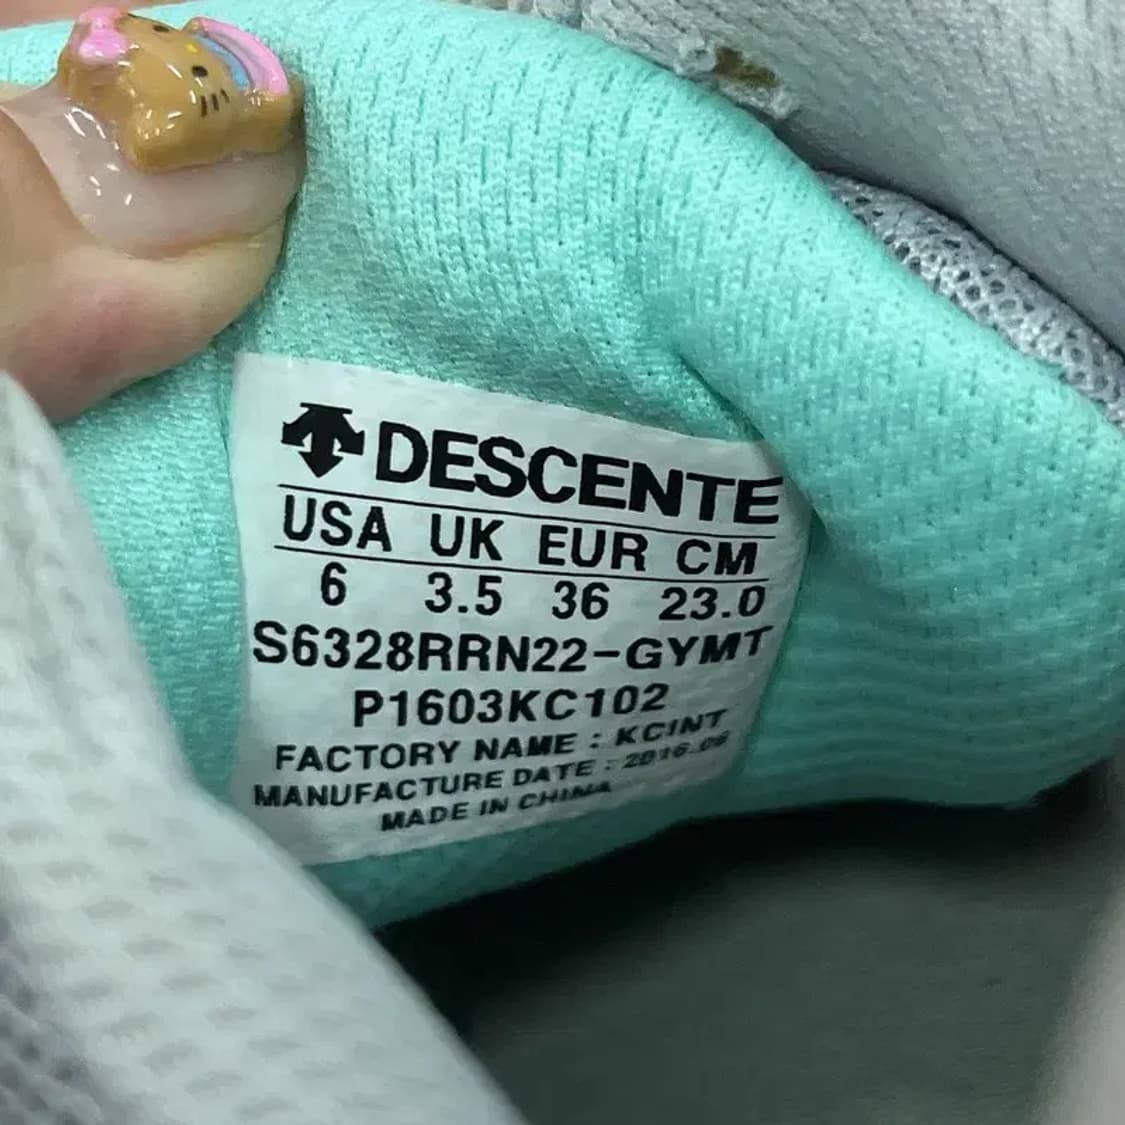 DESCENTE
USA UK EUR CM
6 3.5 36 23.0
S6328RRN22-GYMT
P1603KC102
FACTORY NAME : KCINT
MANUFACTURE DATE : 2016.06
MADE IN CHINA